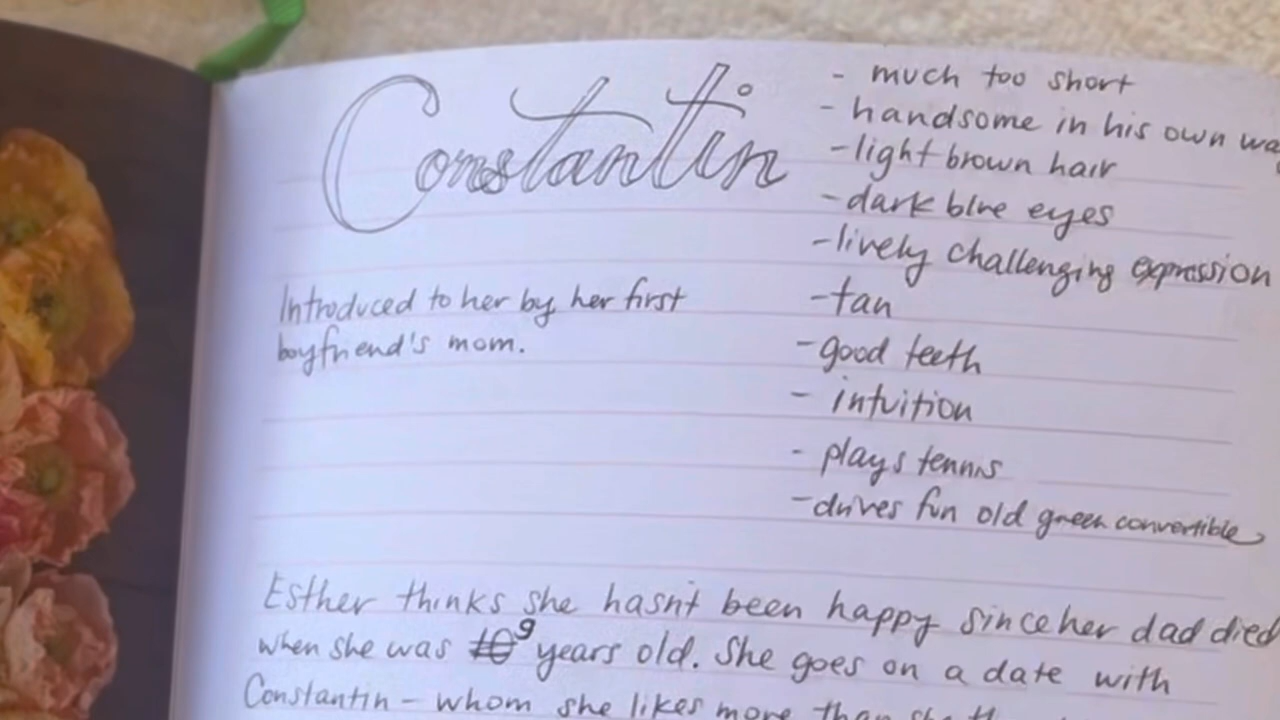 Constantin
- much too short
- handsome in his own
- light brown hair
- dark blue eyes
- lively challenging expression
- tan
- good teeth
- intuition
- plays tennis
- drives fun old green convertible
Introduced to her by her first
boyfriend's mom.
Esther thinks she hasn't been happy since her dad died
when she was 10 9 years old. She goes on a date with
Constantin – whom she likes more than she